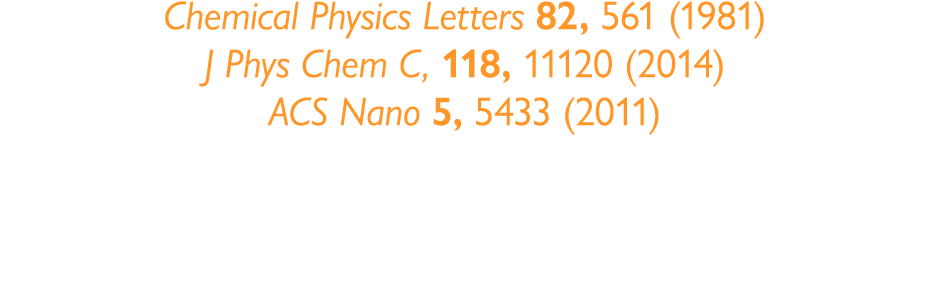 Chemical Physics Letters 82, 561 (1981)
J Phys Chem C, 118, 11120 (2014)
ACS Nano 5, 5433 (2011)